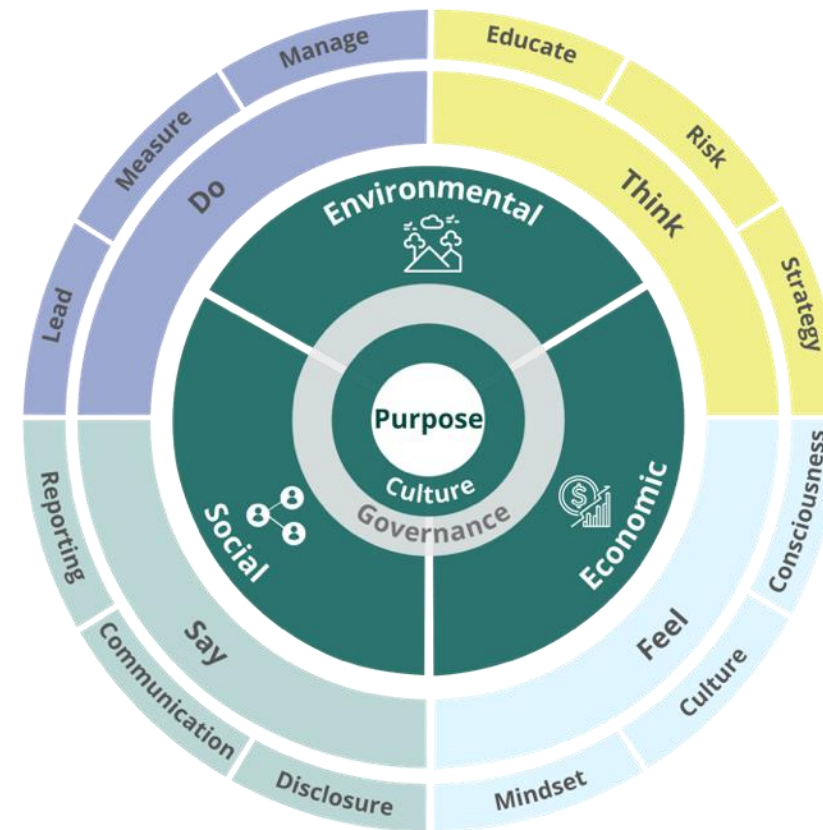 Manage
Educate
Measure
Risk
Do
Think
Environmental
Lead
Strategy
Purpose
Culture
Governance
Social
Economic
Reporting
Consciousness
Say
Feel
Communication
Culture
Disclosure
Mindset